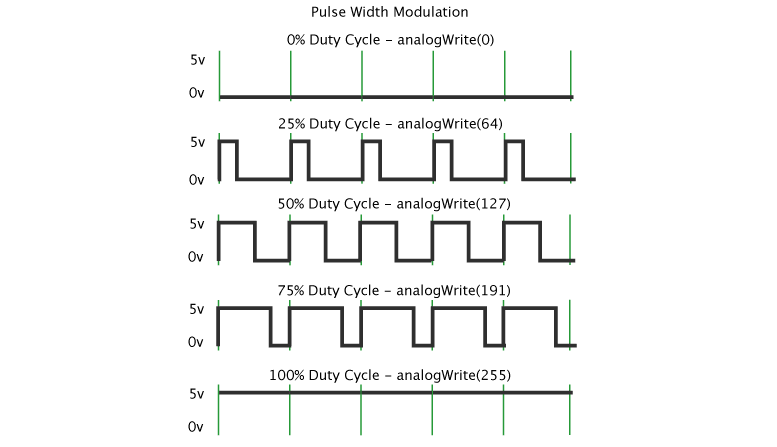 Pulse Width Modulation
0% Duty Cycle – analogWrite(0)
5v
0v
25% Duty Cycle – analogWrite(64)
5v
0v
50% Duty Cycle – analogWrite(127)
5v
0v
75% Duty Cycle – analogWrite(191)
5v
0v
100% Duty Cycle – analogWrite(255)
5v
0v